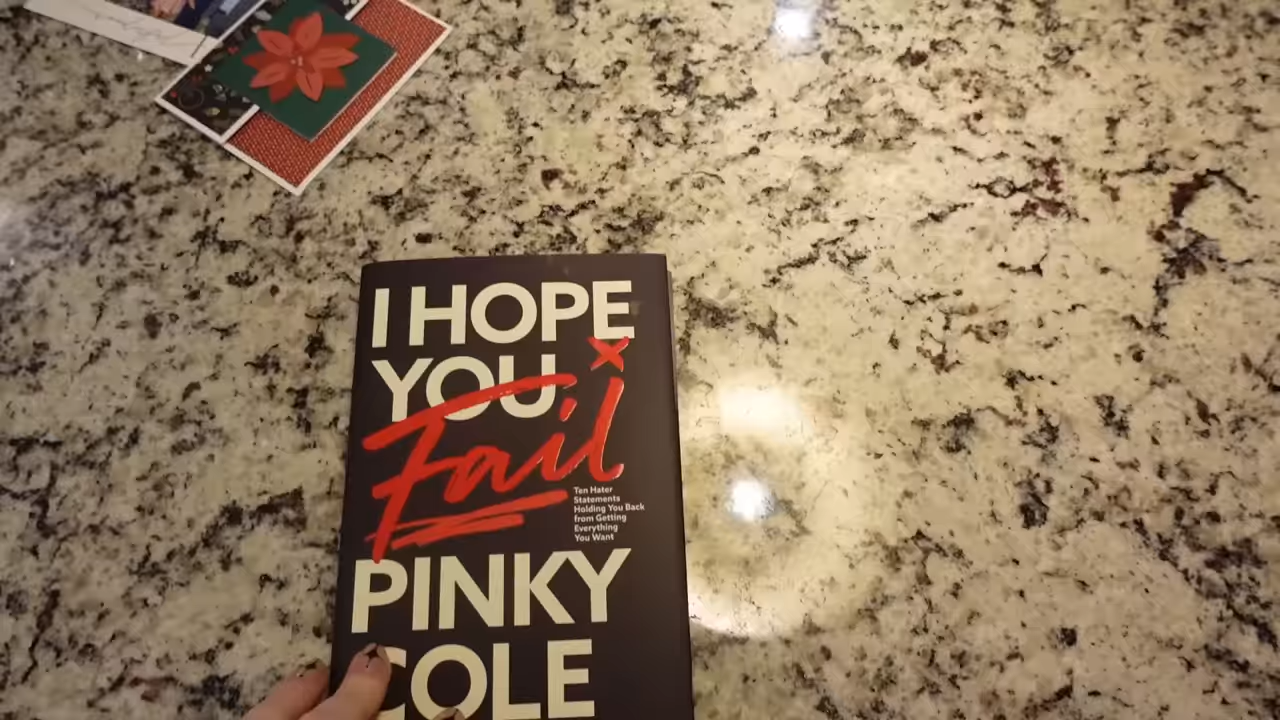 I HOPE
YOU
Fail
Ten Hater
Statements
Holding You Back
from Getting
Everything
You Want
PINKY
COLE